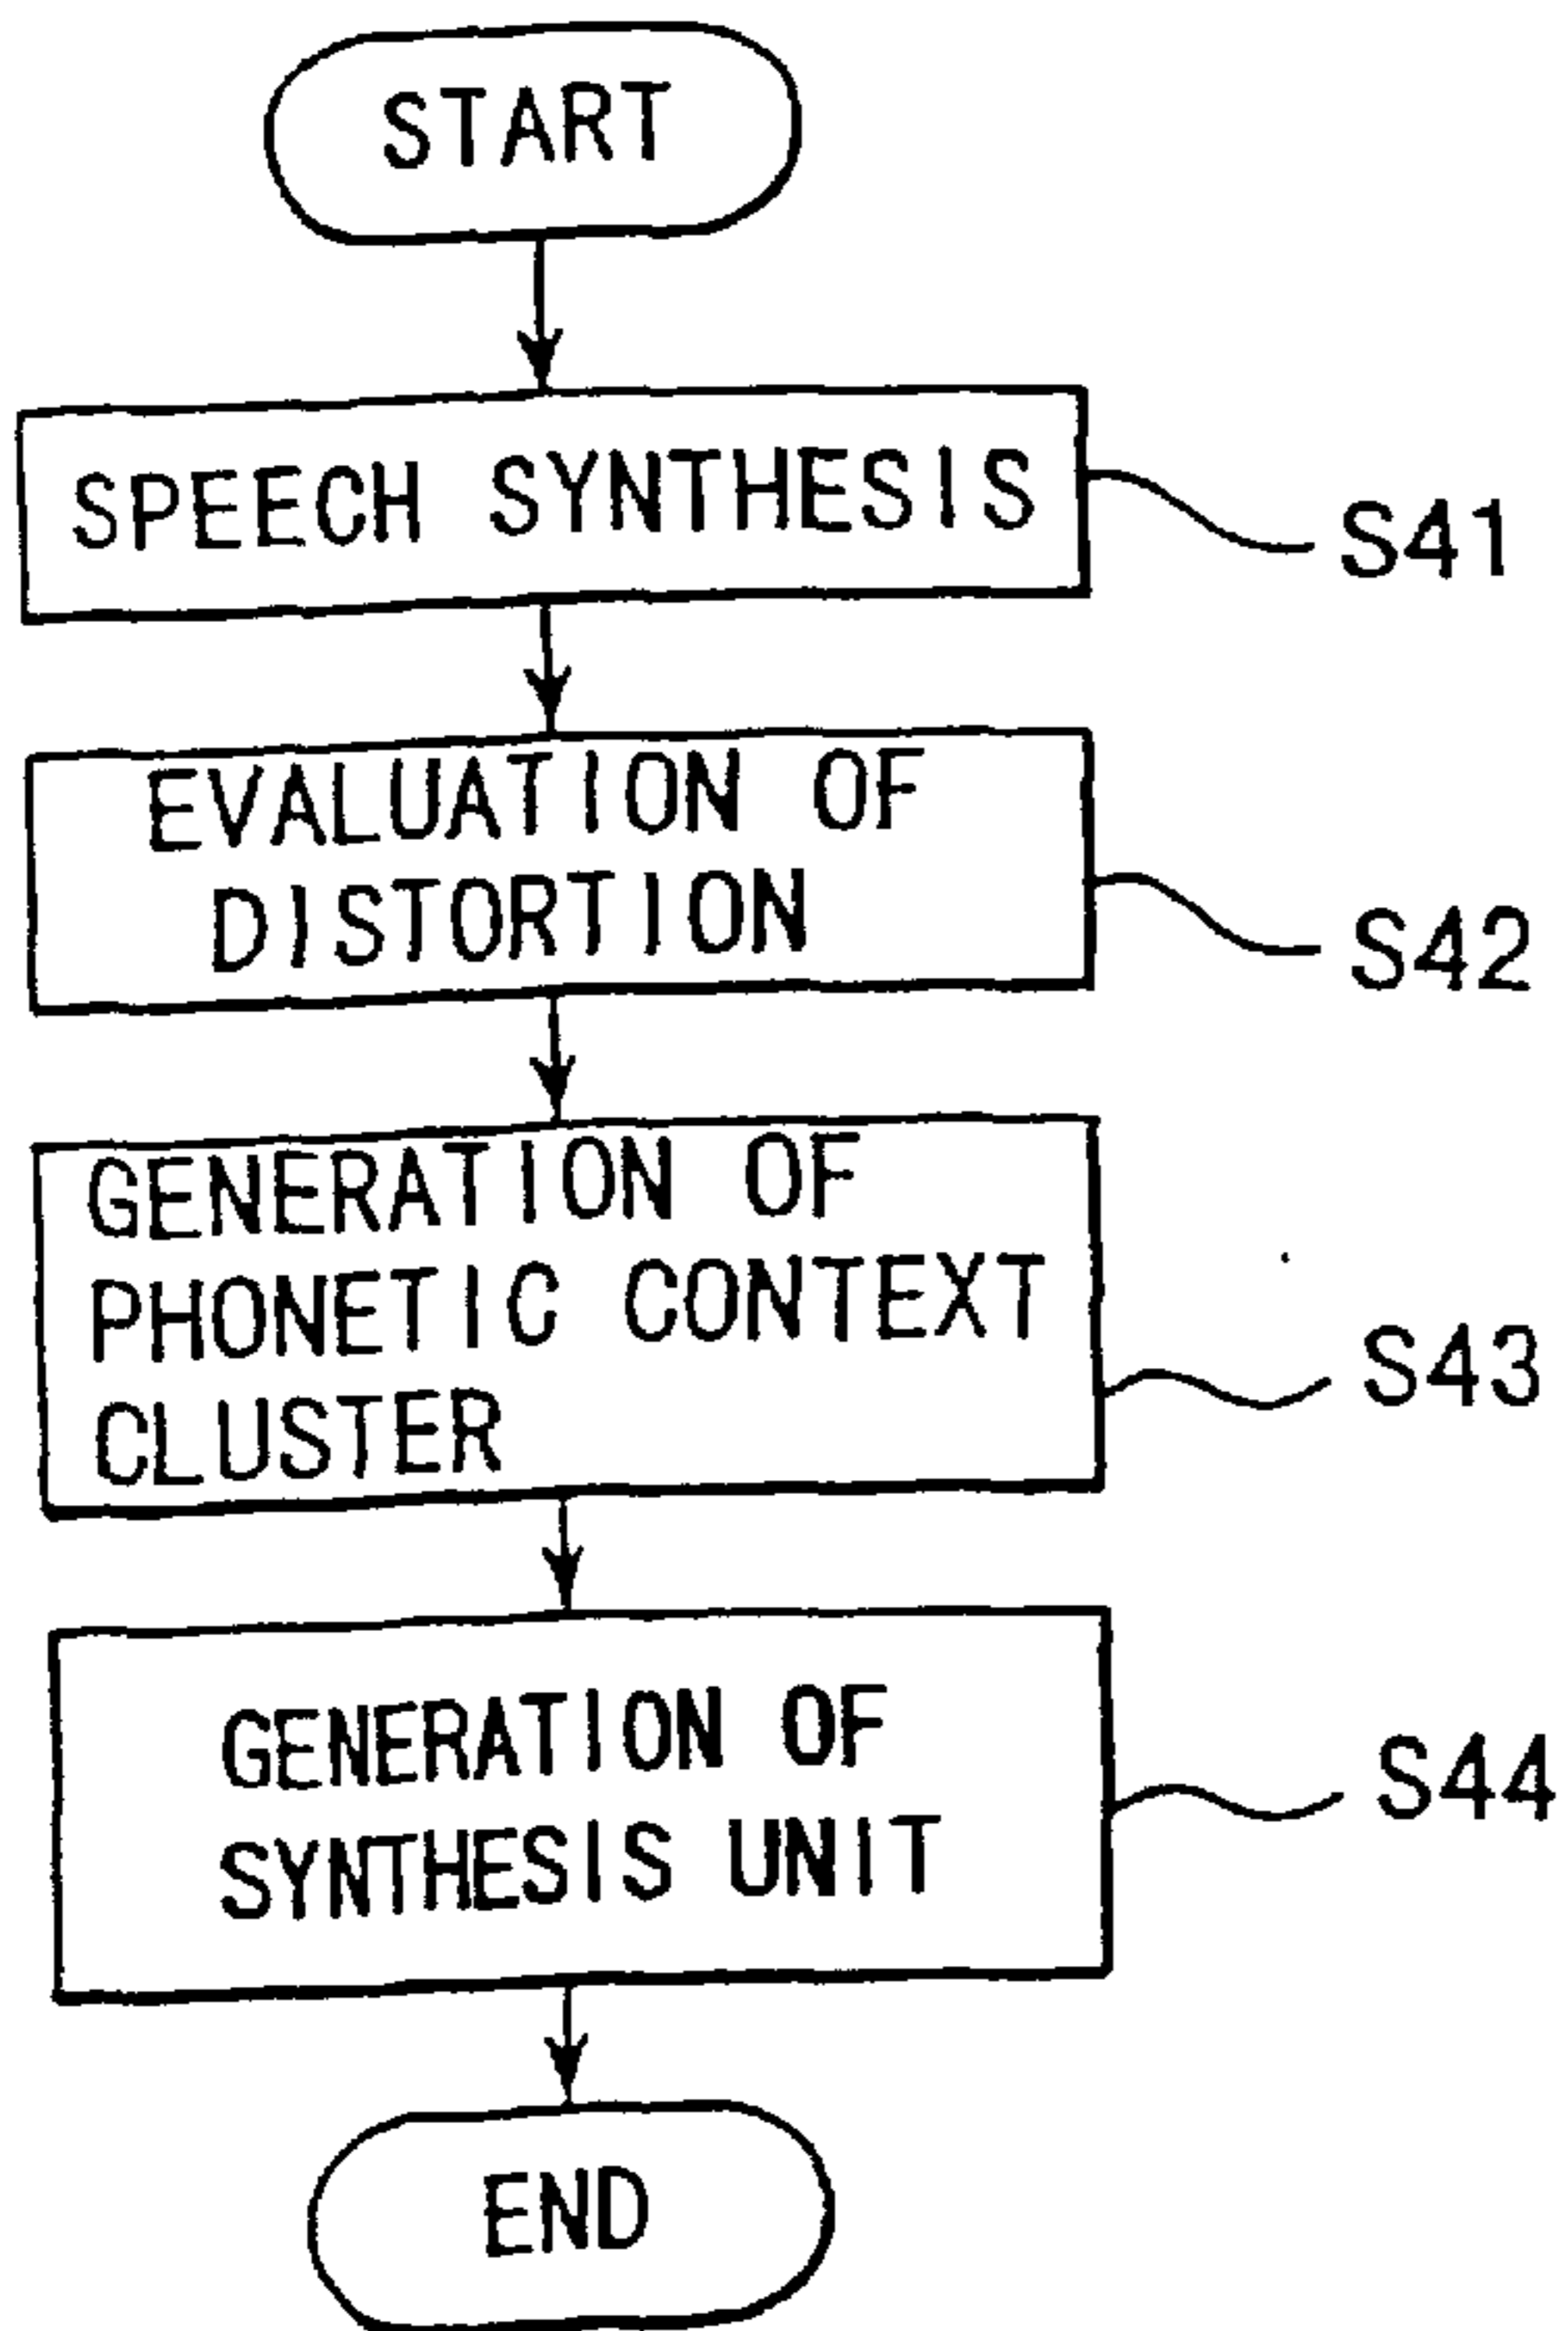 START
SPEECH SYNTHESIS
S41
EVALUATION OF
DISTORTION
S42
GENERATION OF
PHONETIC CONTEXT
CLUSTER
S43
GENERATION OF
SYNTHESIS UNIT
S44
END